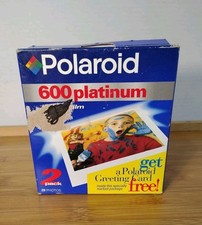 Polaroid
600 platinum
film
get
a Polaroid
Greeting Card
free!
2
pack